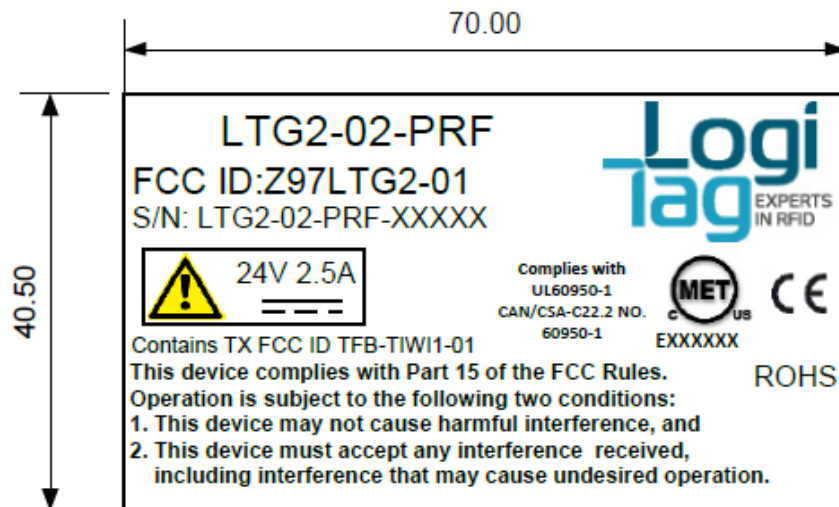 70.00
40.50
LTG2-02-PRF
Logi
Tag
EXPERTS
IN RFID
FCC ID:Z97LTG2-01
S/N: LTG2-02-PRF-XXXXX
24V 2.5A
Complies with
UL60950-1
CAN/CSA-C22.2 NO.
60950-1
MET
C US
EXXXXXX
CE
Contains TX FCC ID TFB-TIWI1-01
ROHS
This device complies with Part 15 of the FCC Rules.
Operation is subject to the following two conditions:
1. This device may not cause harmful interference, and
2. This device must accept any interference received,
including interference that may cause undesired operation.